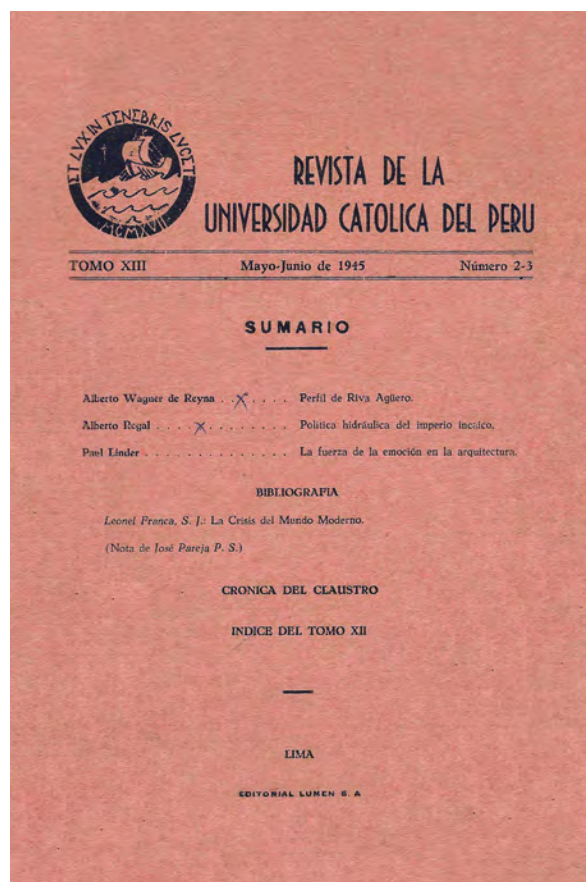 ET LVX IN TENEBRIS LVCET
MCMXVII
REVISTA DE LA
UNIVERSIDAD CATOLICA DEL PERU
TOMO XIII Mayo-Junio de 1945 Número 2-3
SUMARIO
Alberto Wagner de Reyna . . X . . . . Perfil de Riva Agüero.
Alberto Regal . . . . X . . . . . . . . Política hidráulica del imperio incaico.
Paul Linder . . . . . . . . . . . . . . La fuerza de la emoción en la arquitectura.
BIBLIOGRAFIA
Leonel Franca, S. J.: La Crisis del Mundo Moderno.
(Nota de José Pareja P. S.)
CRONICA DEL CLAUSTRO
INDICE DEL TOMO XII
LIMA
EDITORIAL LUMEN S. A